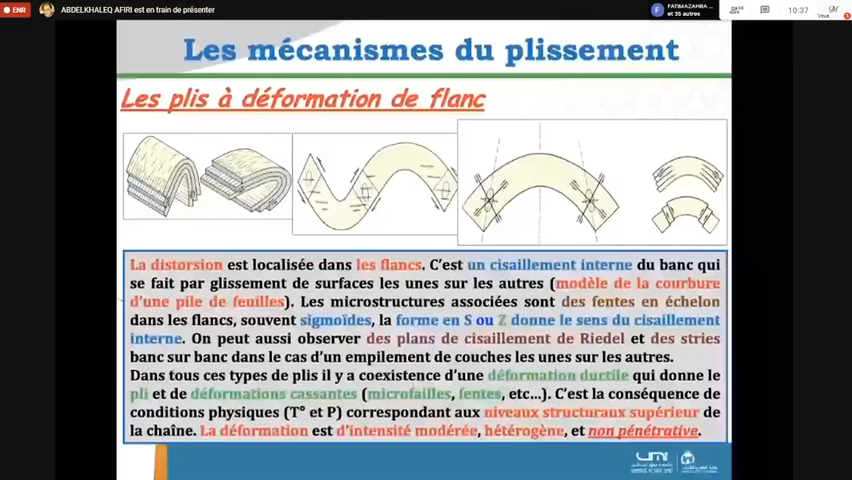 ENR
ABDELKHALEQ AFIRI est en train de présenter
F
FATIMAZAHRA ...
et 35 autres
10:37
Vous
Les mécanismes du plissement
Les plis à déformation de flanc
La distorsion est localisée dans les flancs. C'est un cisaillement interne du banc qui
se fait par glissement de surfaces les unes sur les autres (modèle de la courbure
d'une pile de feuilles). Les microstructures associées sont des fentes en échelon
dans les flancs, souvent sigmoïdes, la forme en S ou Z donne le sens du cisaillement
interne. On peut aussi observer des plans de cisaillement de Riedel et des stries
banc sur banc dans le cas d'un empilement de couches les unes sur les autres.
Dans tous ces types de plis il y a coexistence d'une déformation ductile qui donne le
pli et de déformations cassantes (microfailles, fentes, etc...). C'est la conséquence de
conditions physiques (T° et P) correspondant aux niveaux structuraux supérieur de
la chaîne. La déformation est d'intensité modérée, hétérogène, et non pénétrative.